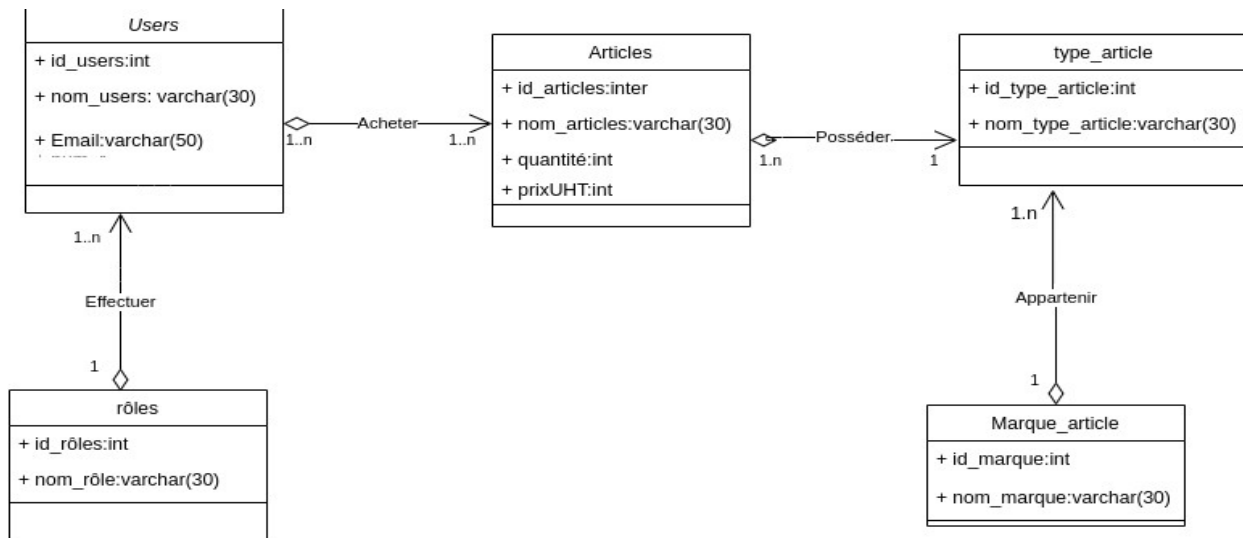 Users
+ id_users:int
+ nom_users: varchar(30)
+ Email:varchar(50)
1..n
Acheter
1..n
Articles
+ id_articles:inter
+ nom_articles:varchar(30)
+ quantité:int
+ prixUHT:int
1.n
Posséder
1
type_article
+ id_type_article:int
+ nom_type_article:varchar(30)
1..n
Effectuer
1
rôles
+ id_rôles:int
+ nom_rôle:varchar(30)
1.n
Appartenir
1
Marque_article
+ id_marque:int
+ nom_marque:varchar(30)